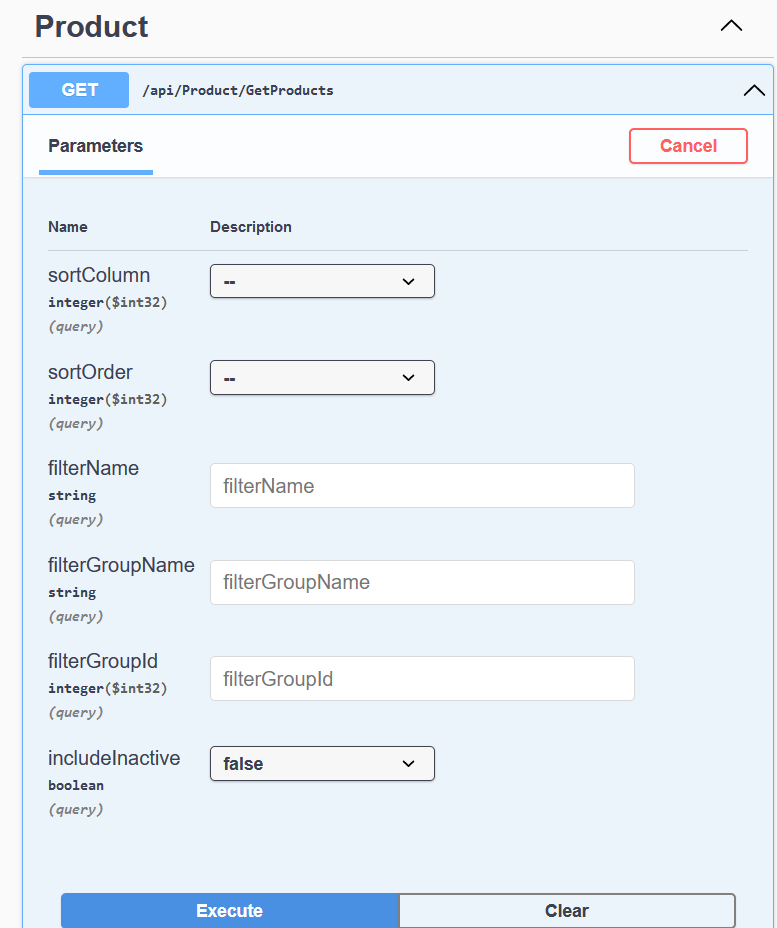 Product
GET /api/Product/GetProducts
Parameters Cancel
Name Description
sortColumn
integer($int32)
(query)
--
sortOrder
integer($int32)
(query)
--
filterName
string
(query)
filterName
filterGroupName
string
(query)
filterGroupName
filterGroupId
integer($int32)
(query)
filterGroupId
includeInactive
boolean
(query)
false
Execute Clear